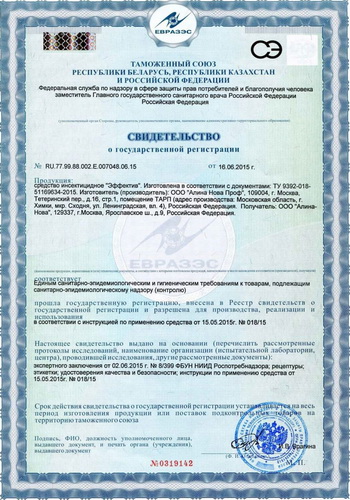 ЕВРАЗЭС
СЭ
ТАМОЖЕННЫЙ СОЮЗ
РЕСПУБЛИКИ БЕЛАРУСЬ, РЕСПУБЛИКИ КАЗАХСТАН
И РОССИЙСКОЙ ФЕДЕРАЦИИ
Федеральная служба по надзору в сфере защиты прав потребителей и благополучия человека
заместитель Главного государственного санитарного врача Российской Федерации
Российская Федерация
СВИДЕТЕЛЬСТВО
о государственной регистрации
№ RU.77.99.88.002.Е.007048.06.15 от 16.06.2015 г.
Продукция:
средство инсектицидное "Эффектив". Изготовлена в соответствии с документами: ТУ 9392-018-
51169634-2015. Изготовитель (производитель): ООО "Алина Нова Проф", 109004, г.Москва,
Тетеринский пер., д.16, стр.1, помещение ТАРП (адрес производства: Московская область, г.
Химки, мкр. Сходня, ул. Ленинградская, вл. 4), Российская Федерация. Получатель: ООО "Алина-
Нова", 129337, г.Москва, Ярославское ш., д.9, Российская Федерация.
соответствует
Единым санитарно-эпидемиологическим и гигиеническим требованиям к товарам, подлежащим
санитарно-эпидемиологическому надзору (контролю)
прошла государственную регистрацию, внесена в Реестр свидетельств о
государственной регистрации и разрешена для производства, реализации и
использования
в соответствии с инструкцией по применению средства от 15.05.2015г. № 018/15
Настоящее свидетельство выдано на основании (перечислить рассмотренные
протоколы исследований, наименование организации (испытательной лаборатории,
центра), проводившей исследования, другие рассмотренные документы):
экспертного заключения от 02.06.2015 г. № 8/399 ФБУН НИИД Роспотребнадзора; рецептуры;
этикетки; удостоверения качества и безопасности; инструкции по применению средства от
15.05.2015г. № 018/15
Срок действия свидетельства о государственной регистрации устанавливается на весь
период изготовления продукции или поставок подконтрольных товаров на
территорию таможенного союза
Подпись, ФИО, должность уполномоченного лица,
выдавшего документ, и печать органа (учреждения),
выдавшего документ
И.В. Брагина
(Ф. И. О./подпись)
№0319142
М. П.